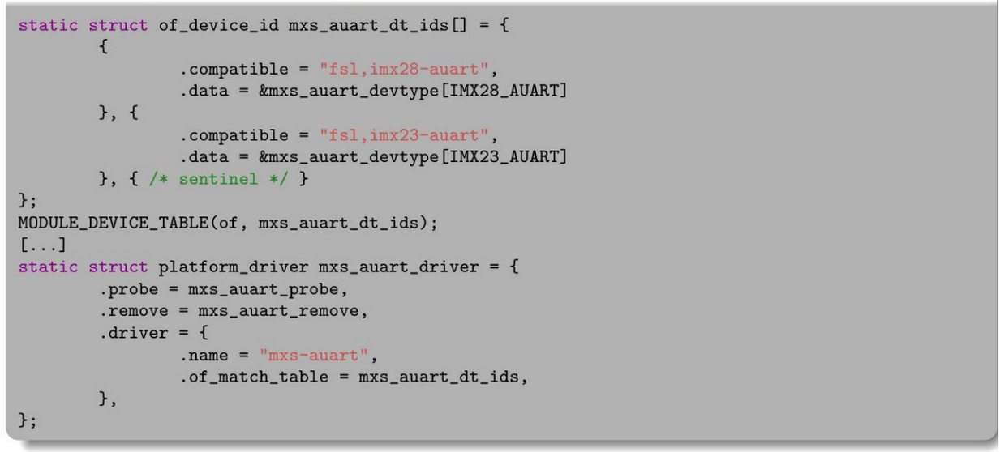 static struct of_device_id mxs_auart_dt_ids[] = {
        {
                .compatible = "fsl,imx28-auart",
                .data = &mxs_auart_devtype[IMX28_AUART]
        }, {
                .compatible = "fsl,imx23-auart",
                .data = &mxs_auart_devtype[IMX23_AUART]
        }, { /* sentinel */ }
};
MODULE_DEVICE_TABLE(of, mxs_auart_dt_ids);
[...]
static struct platform_driver mxs_auart_driver = {
        .probe = mxs_auart_probe,
        .remove = mxs_auart_remove,
        .driver = {
                .name = "mxs-auart",
                .of_match_table = mxs_auart_dt_ids,
        },
};